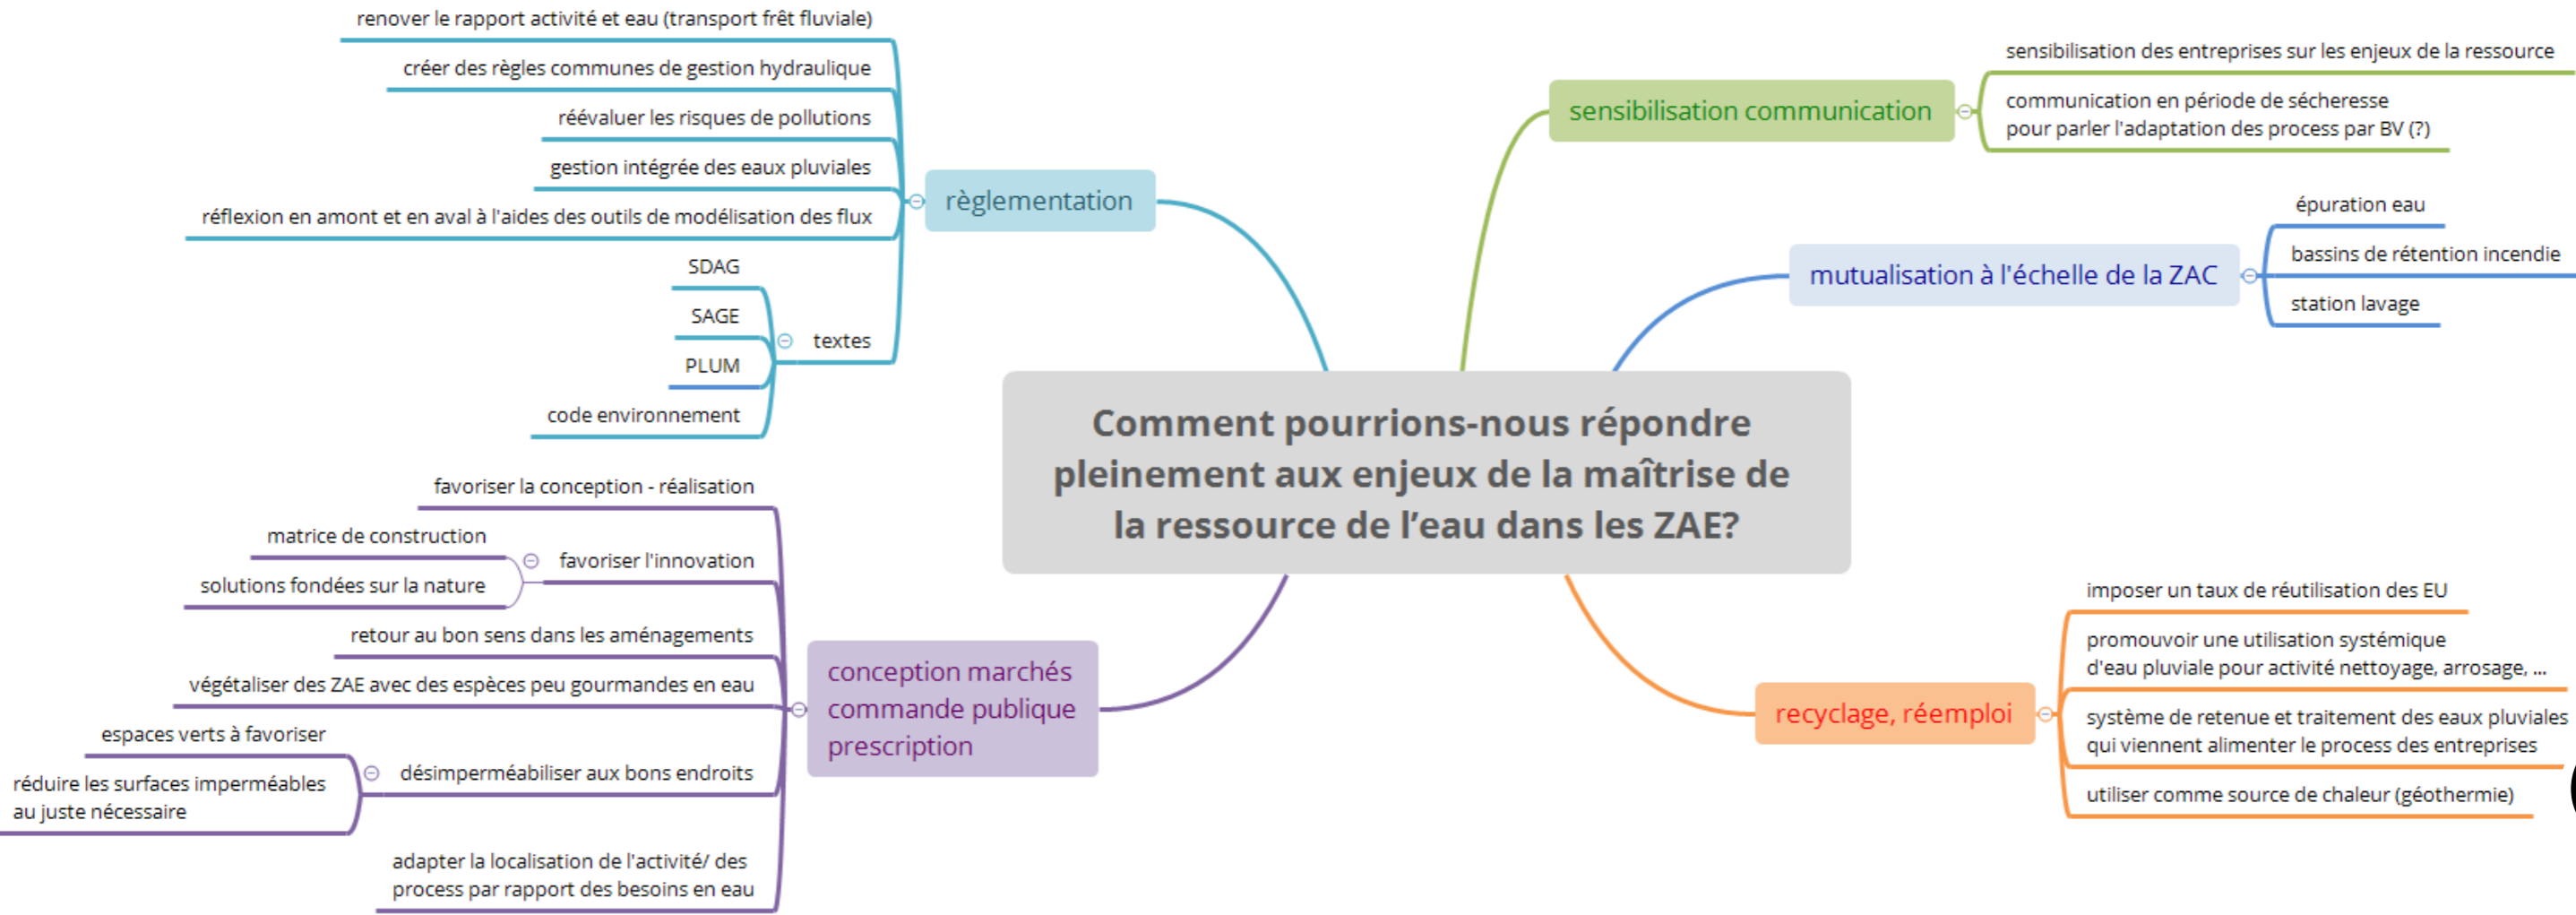 Comment pourrions-nous répondre
pleinement aux enjeux de la maîtrise de
la ressource de l’eau dans les ZAE?
règlementation
renover le rapport activité et eau (transport frêt fluviale)
créer des règles communes de gestion hydraulique
réévaluer les risques de pollutions
gestion intégrée des eaux pluviales
réflexion en amont et en aval à l'aides des outils de modélisation des flux
textes
SDAG
SAGE
PLUM
code environnement
conception marchés
commande publique
prescription
favoriser la conception - réalisation
favoriser l'innovation
matrice de construction
solutions fondées sur la nature
retour au bon sens dans les aménagements
végétaliser des ZAE avec des espèces peu gourmandes en eau
désimperméabiliser aux bons endroits
espaces verts à favoriser
réduire les surfaces imperméables
au juste nécessaire
adapter la localisation de l'activité/ des
process par rapport des besoins en eau
sensibilisation communication
sensibilisation des entreprises sur les enjeux de la ressource
communication en période de sécheresse
pour parler l'adaptation des process par BV (?)
mutualisation à l'échelle de la ZAC
épuration eau
bassins de rétention incendie
station lavage
recyclage, réemploi
imposer un taux de réutilisation des EU
promouvoir une utilisation systémique
d'eau pluviale pour activité nettoyage, arrosage, ...
système de retenue et traitement des eaux pluviales
qui viennent alimenter le process des entreprises
utiliser comme source de chaleur (géothermie)